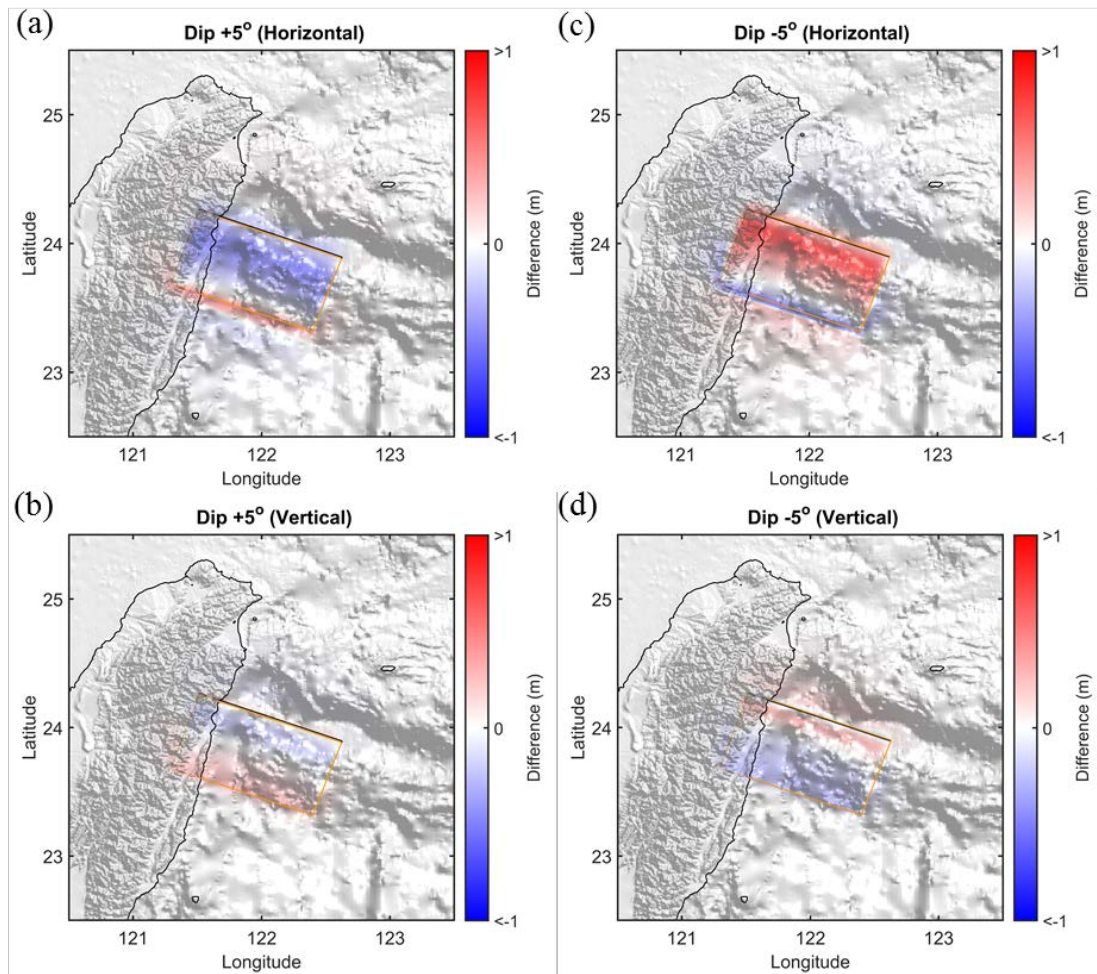 (a)
Dip +5° (Horizontal)
>1
25
24
23
Latitude
0
Difference (m)
<-1
121
122
123
Longitude
(c)
Dip -5° (Horizontal)
>1
25
24
23
Latitude
0
Difference (m)
<-1
121
122
123
Longitude
(b)
Dip +5° (Vertical)
>1
25
24
23
Latitude
0
Difference (m)
<-1
121
122
123
Longitude
(d)
Dip -5° (Vertical)
>1
25
24
23
Latitude
0
Difference (m)
<-1
121
122
123
Longitude